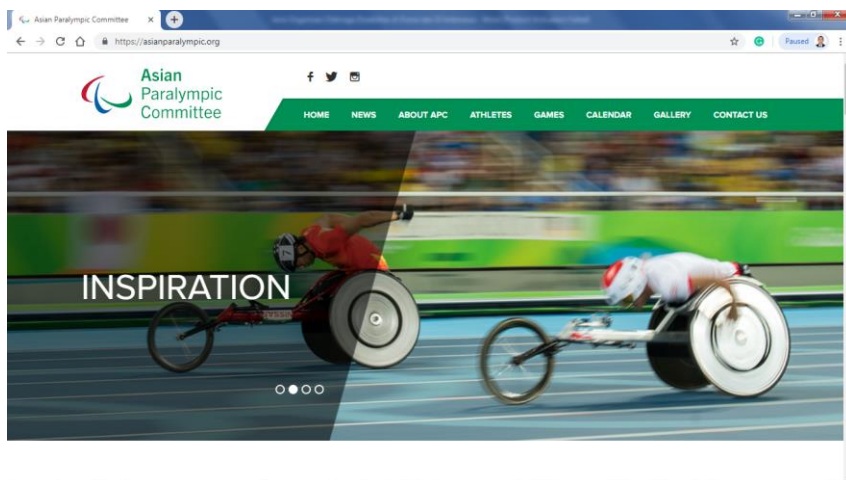 Asian Paralympic Committee
Paused
https://asianparalympic.org
Asian
Paralympic
Committee
HOME NEWS ABOUT APC ATHLETES GAMES CALENDAR GALLERY CONTACT US
INSPIRATION
7